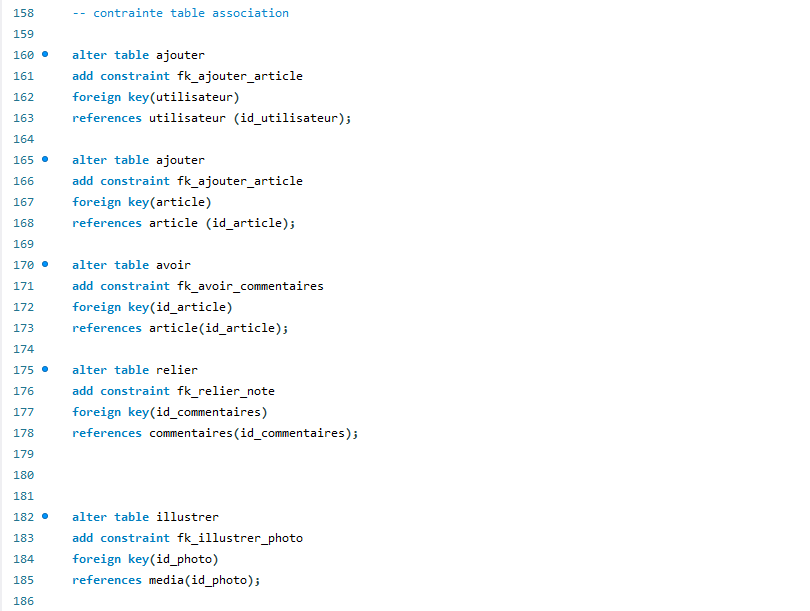 158 -- contrainte table association
159
160 alter table ajouter
161 add constraint fk_ajouter_article
162 foreign key(utilisateur)
163 references utilisateur (id_utilisateur);
164
165 alter table ajouter
166 add constraint fk_ajouter_article
167 foreign key(article)
168 references article (id_article);
169
170 alter table avoir
171 add constraint fk_avoir_commentaires
172 foreign key(id_article)
173 references article(id_article);
174
175 alter table relier
176 add constraint fk_relier_note
177 foreign key(id_commentaires)
178 references commentaires(id_commentaires);
179
180
181
182 alter table illustrer
183 add constraint fk_illustrer_photo
184 foreign key(id_photo)
185 references media(id_photo);
186